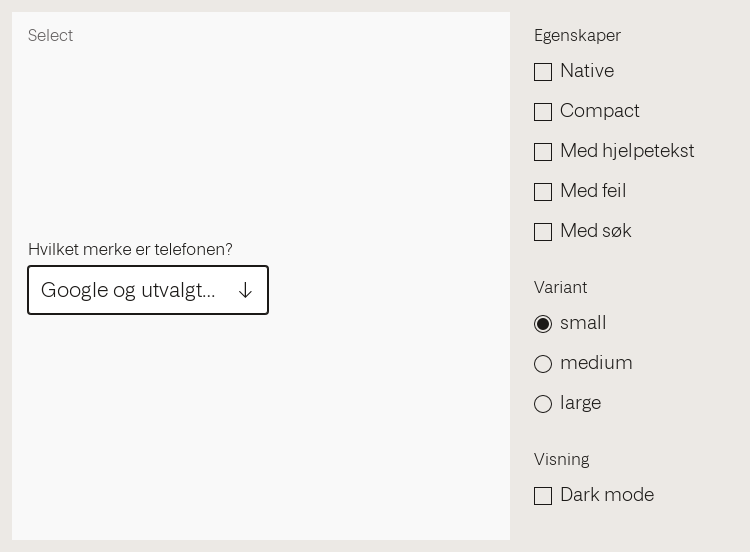 Select
Hvilket merke er telefonen?
Google og utvalgt...
Egenskaper
Native
Compact
Med hjelpetekst
Med feil
Med søk
Variant
small
medium
large
Visning
Dark mode